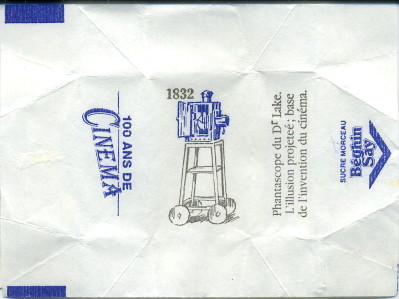 100 ANS DE
CINEMA
1832
Phantascope du Dr Lake.
L'illusion projeteé ; base
de l'invention du cinéma.
SUCRE MORCEAU
Béghin
Say